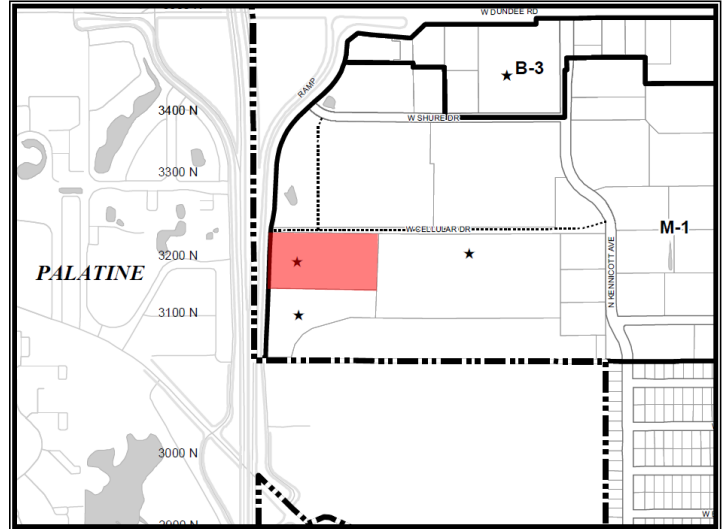 W DUNDEE RD
B-3
RAMP
3400 N
W SHURE DR
3300 N
W CELLULAR DR
M-1
3200 N
PALATINE
N KENNICOTT AVE
3100 N
3000 N